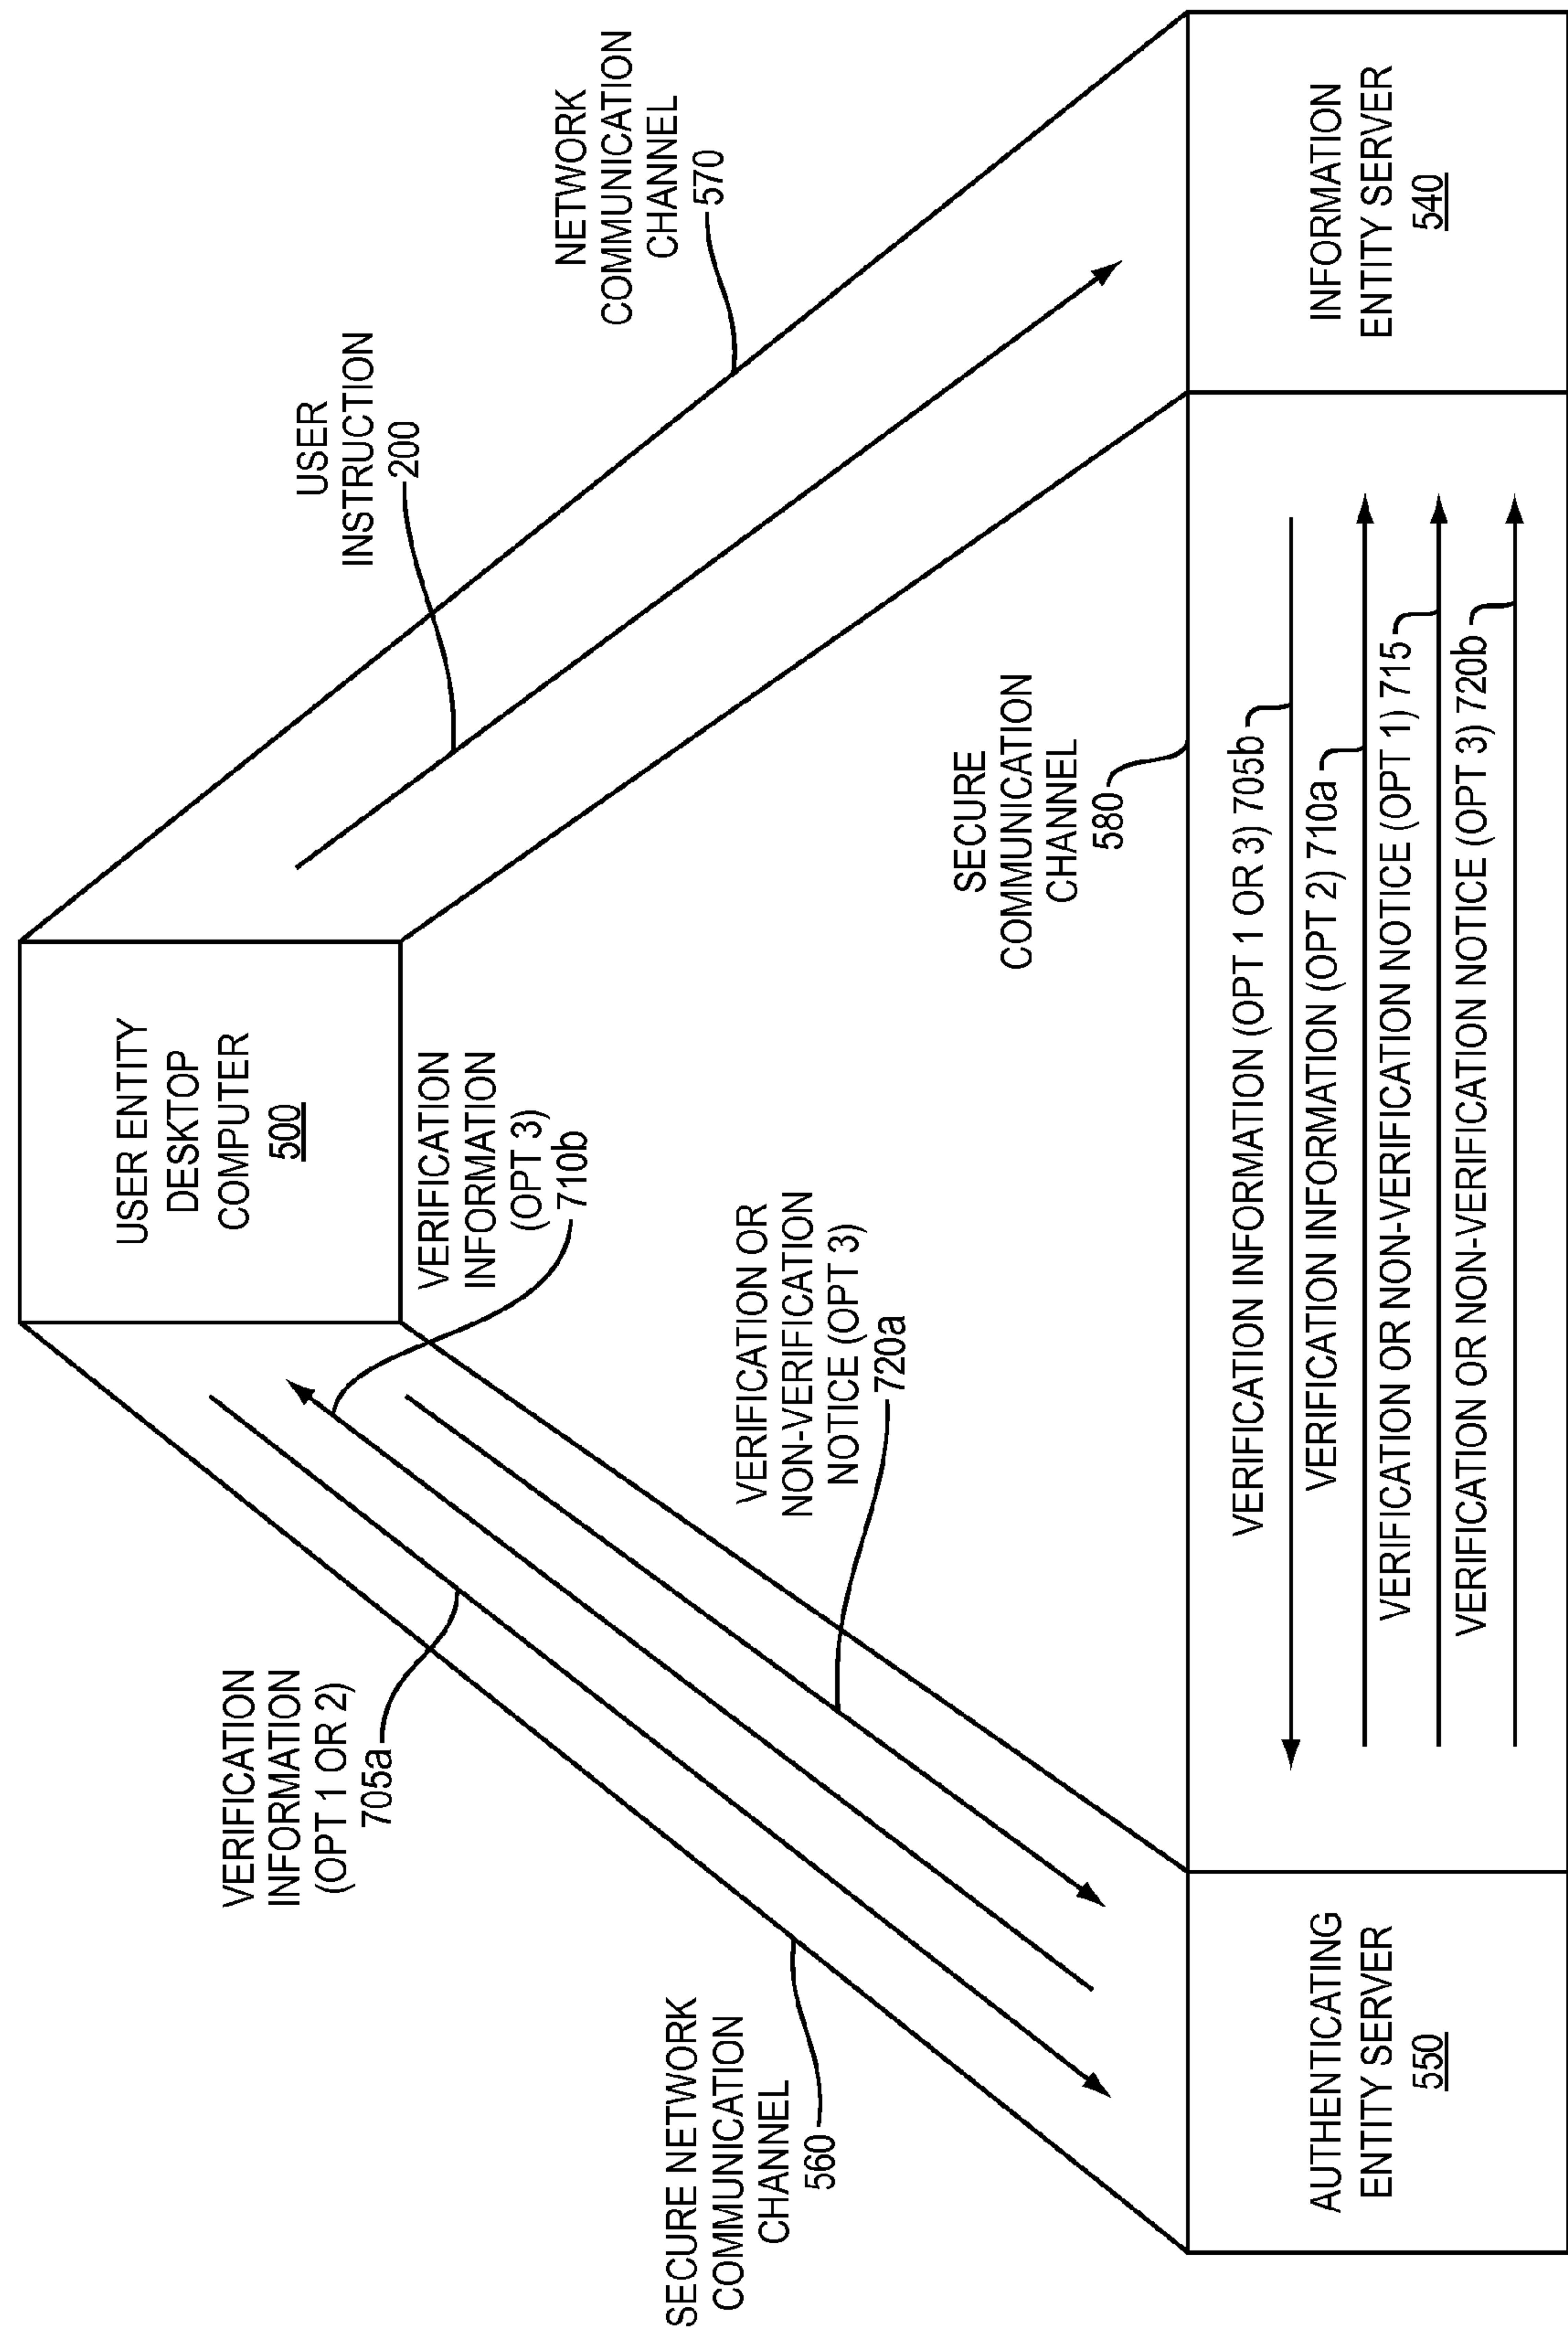 USER ENTITY
DESKTOP
COMPUTER
500
USER
INSTRUCTION
200
NETWORK
COMMUNICATION
CHANNEL
570
VERIFICATION
INFORMATION
(OPT 1 OR 2)
705a
VERIFICATION
INFORMATION
(OPT 3)
710b
VERIFICATION OR
NON-VERIFICATION
NOTICE (OPT 3)
720a
SECURE NETWORK
COMMUNICATION
CHANNEL
560
SECURE
COMMUNICATION
CHANNEL
580
AUTHENTICATING
ENTITY SERVER
550
VERIFICATION INFORMATION (OPT 1 OR 3) 705b
VERIFICATION INFORMATION (OPT 2) 710a
VERIFICATION OR NON-VERIFICATION NOTICE (OPT 1) 715
VERIFICATION OR NON-VERIFICATION NOTICE (OPT 3) 720b
INFORMATION
ENTITY SERVER
540